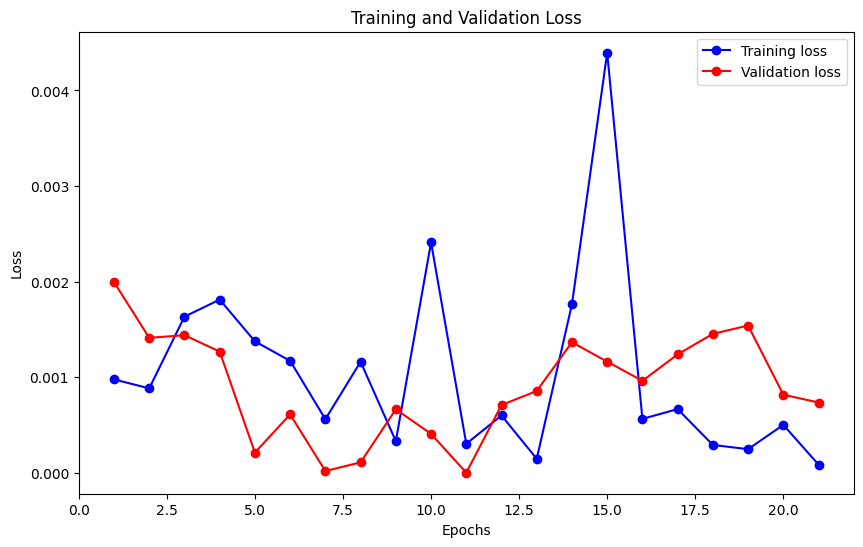 Training and Validation Loss
Training loss
Validation loss
0.004
0.003
0.002
0.001
0.000
Loss
0.0
2.5
5.0
7.5
10.0
12.5
15.0
17.5
20.0
Epochs